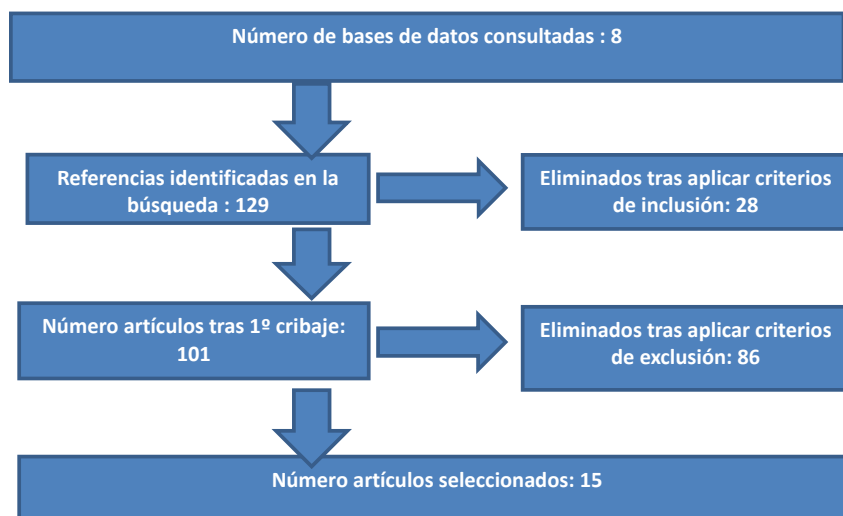 Número de bases de datos consultadas : 8
Referencias identificadas en la
búsqueda : 129
Eliminados tras aplicar criterios
de inclusión: 28
Número artículos tras 1º cribaje:
101
Eliminados tras aplicar criterios
de exclusión: 86
Número artículos seleccionados: 15